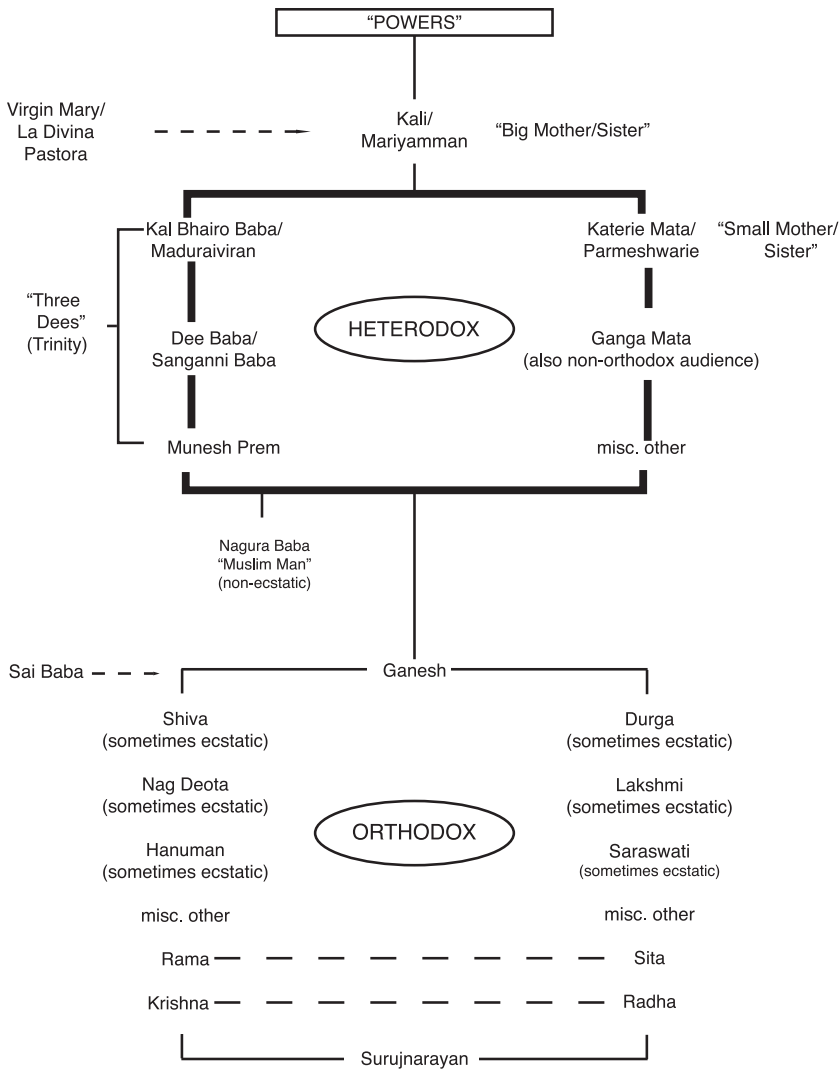 “POWERS”
Virgin Mary/
La Divina
Pastora
Kali/
Mariyamman
“Big Mother/Sister”
Kal Bhairo Baba/
Maduraiviran
Katerie Mata/
Parmeshwarie
“Small Mother/
Sister”
“Three
Dees”
(Trinity)
HETERODOX
Dee Baba/
Sanganni Baba
Ganga Mata
(also non-orthodox audience)
Munesh Prem
misc. other
Nagura Baba
“Muslim Man”
(non-ecstatic)
Sai Baba
Ganesh
Shiva
(sometimes ecstatic)
Durga
(sometimes ecstatic)
Nag Deota
(sometimes ecstatic)
Lakshmi
(sometimes ecstatic)
ORTHODOX
Hanuman
(sometimes ecstatic)
Saraswati
(sometimes ecstatic)
misc. other
misc. other
Rama
Sita
Krishna
Radha
Surujnarayan